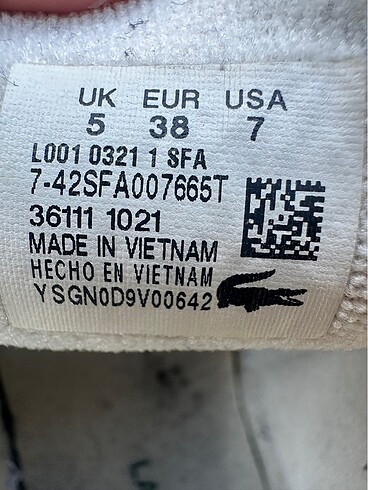 UK EUR USA
5 38 7
L001 0321 1 SFA
7-42SFA007665T
36111 1021
MADE IN VIETNAM
HECHO EN VIETNAM
YSGN0D9V00642